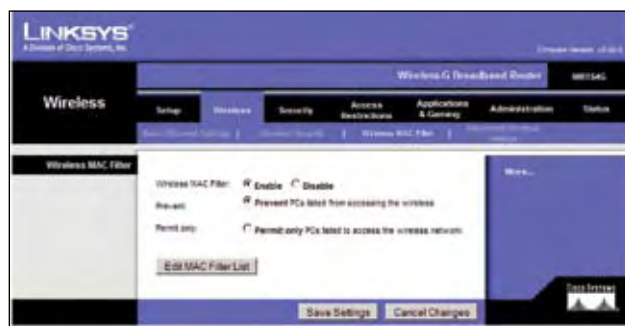 LINKSYS®
A Division of Cisco Systems, Inc.
Wireless-G Broadband Router WRT54G
Wireless
Setup Wireless Security Access Restrictions Applications & Gaming Administration Status
Wireless MAC Filter
Wireless MAC Filter
Wireless MAC Filter: Enable Disable
Prevent: Prevent PCs listed from accessing the wireless
Permit only: Permit only PCs listed to access the wireless network
More...
Edit MAC Filter List
Save Settings Cancel Changes
Cisco Systems